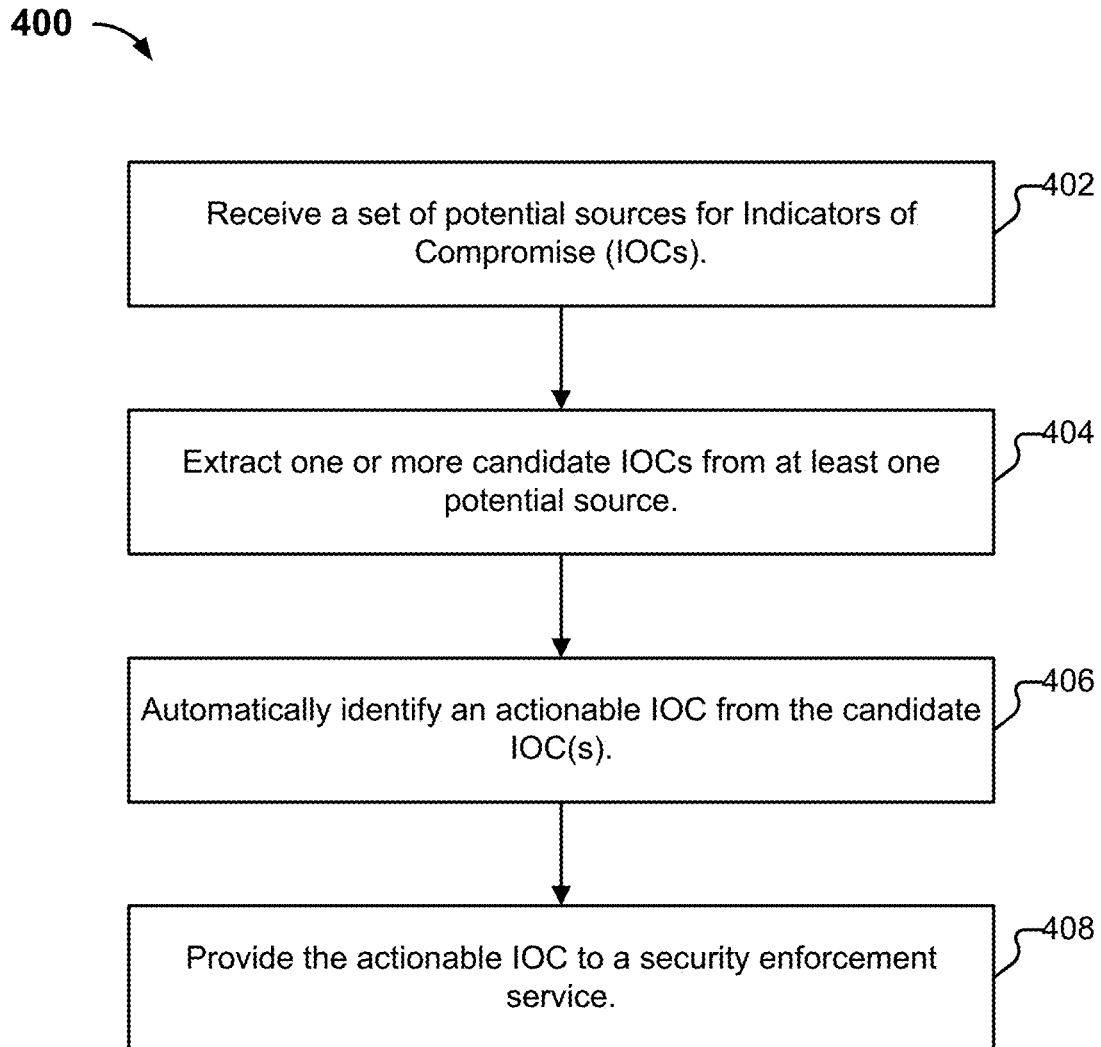 400
402
Receive a set of potential sources for Indicators of
Compromise (IOCs).
404
Extract one or more candidate IOCs from at least one
potential source.
406
Automatically identify an actionable IOC from the candidate
IOC(s).
408
Provide the actionable IOC to a security enforcement
service.